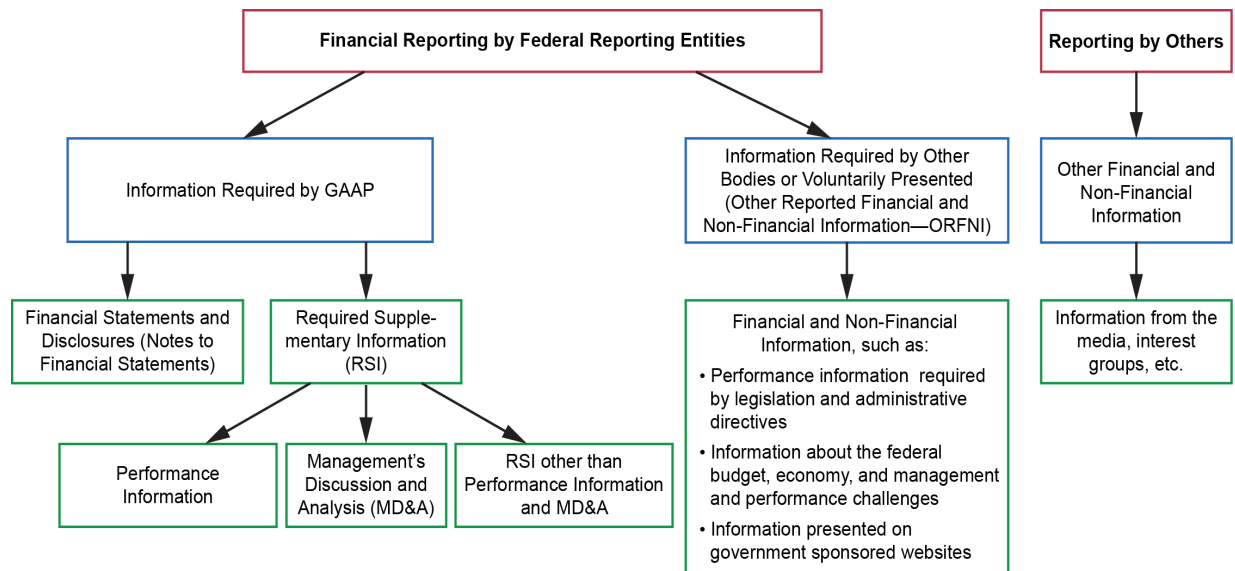 Financial Reporting by Federal Reporting Entities
Reporting by Others
Information Required by GAAP
Information Required by Other
Bodies or Voluntarily Presented
(Other Reported Financial and
Non-Financial Information—ORFNI)
Other Financial and
Non-Financial
Information
Financial Statements and
Disclosures (Notes to
Financial Statements)
Required Supple-
mentary Information
(RSI)
Financial and Non-Financial
Information, such as:
• Performance information required
by legislation and administrative
directives
• Information about the federal
budget, economy, and management
and performance challenges
• Information presented on
government sponsored websites
Information from the
media, interest
groups, etc.
Performance
Information
Management’s
Discussion and
Analysis (MD&A)
RSI other than
Performance Information
and MD&A